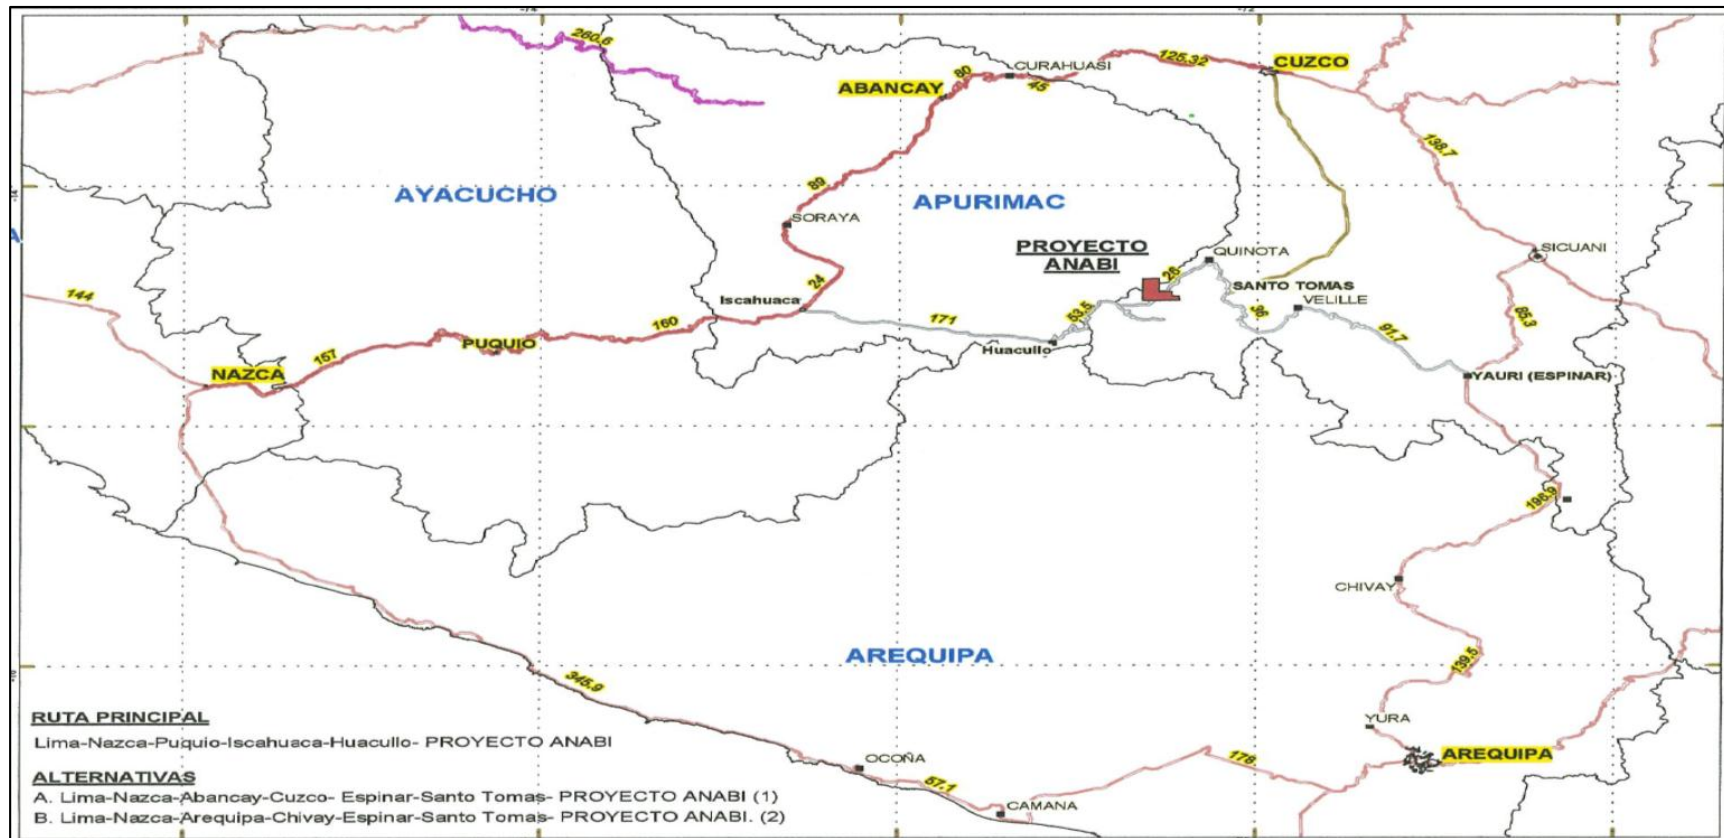 -74
-72
260.6
125.32
CUZCO
80
CURAHUASI
ABANCAY
45
138.7
-14
89
AYACUCHO
APURIMAC
SORAYA
PROYECTO
ANABI
QUINOTA
SICUANI
26
24
144
Iscahuaca
SANTO TOMAS
VELILLE
53.5
36
85.3
171
160
91.7
157
PUQUIO
Huacullo
NAZCA
YAURI (ESPINAR)
196.9
CHIVAY
AREQUIPA
139.5
345.9
RUTA PRINCIPAL
YURA
Lima-Nazca-Puquio-Iscahuaca-Huacullo- PROYECTO ANABI
OCOÑA
176
AREQUIPA
ALTERNATIVAS
57.1
A. Lima-Nazca-Abancay-Cuzco- Espinar-Santo Tomas- PROYECTO ANABI (1)
CAMANA
B. Lima-Nazca-Arequipa-Chivay-Espinar-Santo Tomas- PROYECTO ANABI. (2)